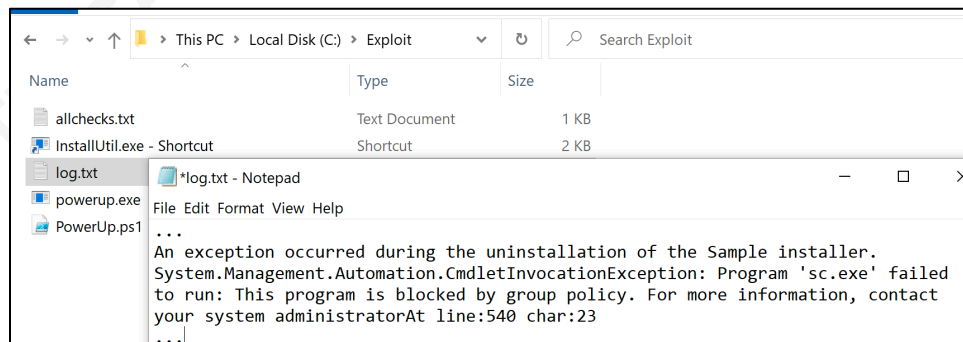 This PC > Local Disk (C:) > Exploit
Search Exploit
Name Type Size
allchecks.txt Text Document 1 KB
InstallUtil.exe - Shortcut Shortcut 2 KB
log.txt
powerup.exe
PowerUp.ps1
*log.txt - Notepad
File Edit Format View Help
...
An exception occurred during the uninstallation of the Sample installer.
System.Management.Automation.CmdletInvocationException: Program 'sc.exe' failed
to run: This program is blocked by group policy. For more information, contact
your system administratorAt line:540 char:23
...